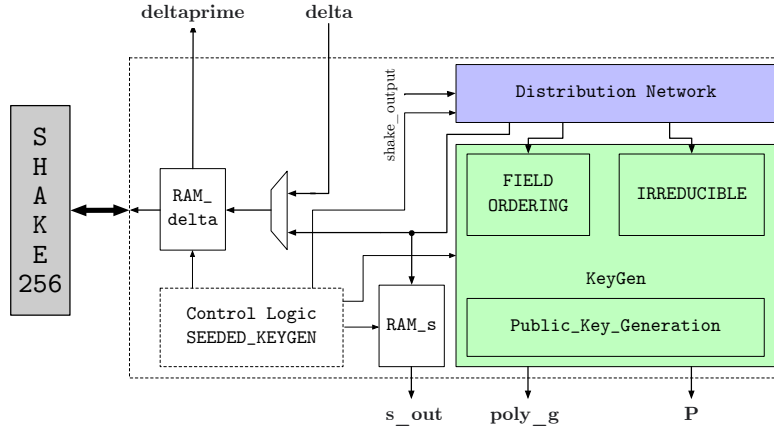 deltaprime
delta
S
H
A
K
E
256
shake_output
Distribution Network
RAM_
delta
FIELD
ORDERING
IRREDUCIBLE
KeyGen
Control Logic
SEEDED_KEYGEN
RAM_s
Public_Key_Generation
s_out
poly_g
P